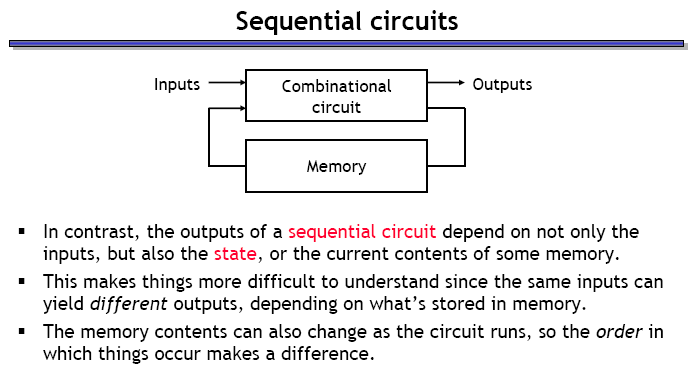 Sequential circuits
Inputs
Combinational
circuit
Outputs
Memory
▪ In contrast, the outputs of a sequential circuit depend on not only the
inputs, but also the state, or the current contents of some memory.
▪ This makes things more difficult to understand since the same inputs can
yield different outputs, depending on what's stored in memory.
▪ The memory contents can also change as the circuit runs, so the order in
which things occur makes a difference.